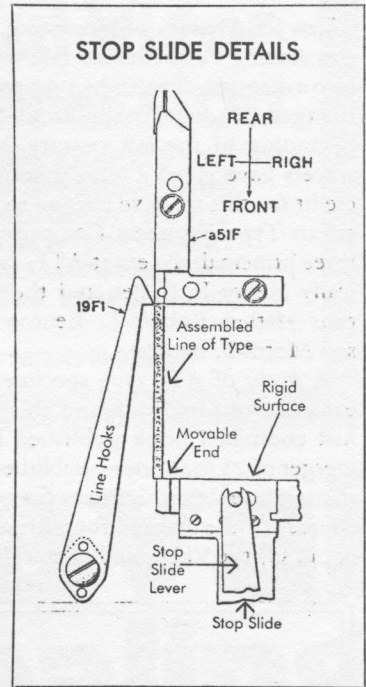 STOP SLIDE DETAILS
REAR
LEFT RIGH
FRONT
a51F
19F1
Assembled
Line of Type
Rigid
Surface
Movable
End
Line Hooks
Stop
Slide
Lever
Stop Slide